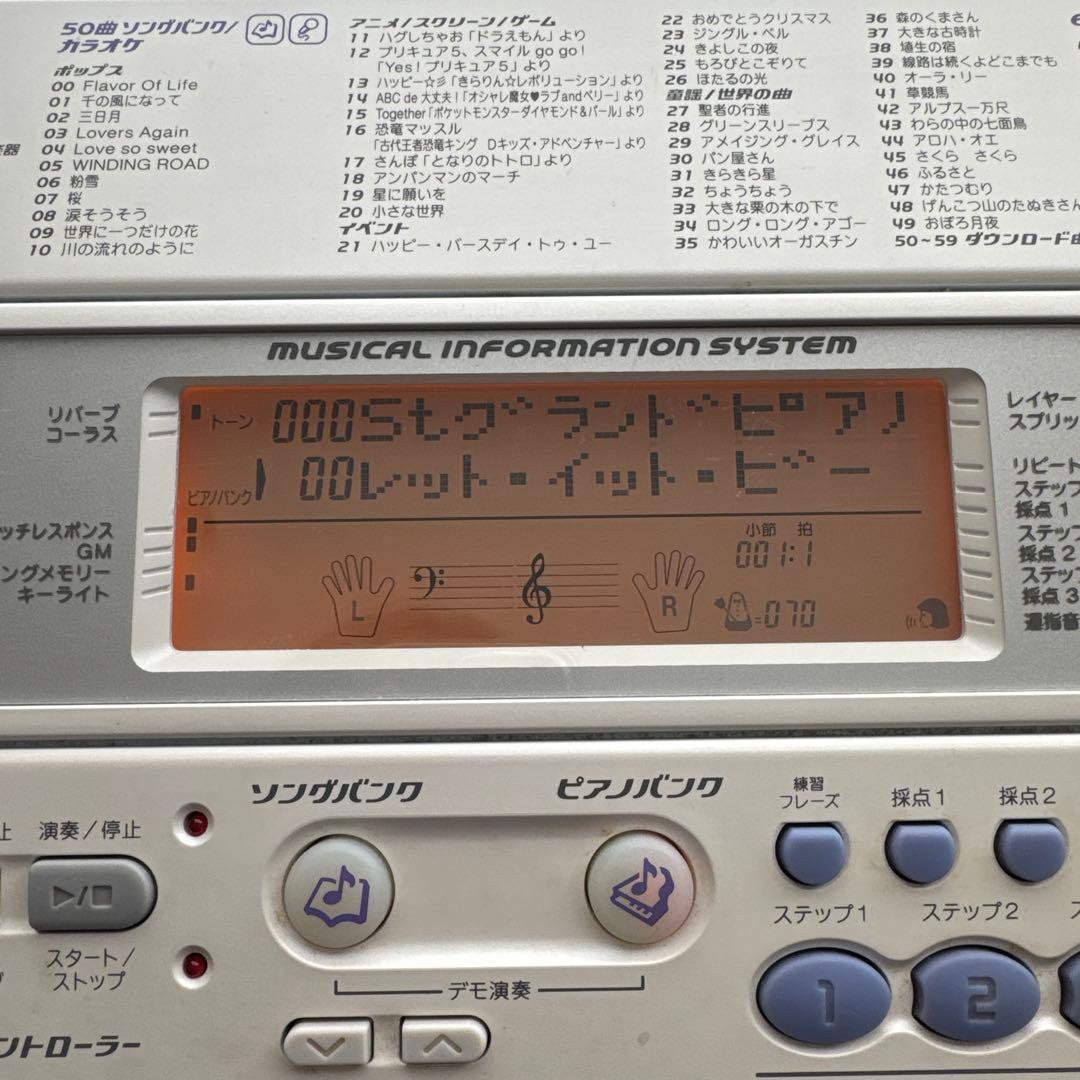 50曲 ソングバンク/
カラオケ
ポップス
00 Flavor Of Life
01 千の風になって
02 三日月
03 Lovers Again
04 Love so sweet
05 WINDING ROAD
06 粉雪
07 桜
08 涙そうそう
09 世界に一つだけの花
10 川の流れのように
アニメ/スクリーン/ゲーム
11 ハグしちゃお「ドラえもん」より
12 プリキュア5、スマイル go go!
「Yes! プリキュア5」より
13 ハッピー☆彡「きらりん☆レボリューション」より
14 ABC de 大丈夫!「オシャレ魔女♥ラブandベリー」より
15 Together「ポケットモンスターダイヤモンド&パール」より
16 恐竜マッスル
「古代王者恐竜キング Dキッズ・アドベンチャー」より
17 さんぽ「となりのトトロ」より
18 アンパンマンのマーチ
19 星に願いを
20 小さな世界
イベント
21 ハッピー・バースデイ・トゥ・ユー
22 おめでとうクリスマス
23 ジングル・ベル
24 きよしこの夜
25 もろびとこぞりて
26 ほたるの光
童謡/世界の曲
27 聖者の行進
28 グリーンスリーブス
29 アメイジング・グレイス
30 パン屋さん
31 きらきら星
32 ちょうちょう
33 大きな栗の木の下で
34 ロング・ロング・アゴー
35 かわいいオーガスチン
36 森のくまさん
37 大きな古時計
38 埴生の宿
39 線路は続くよどこまでも
40 オーラ・リー
41 草競馬
42 アルプス一万尺
43 わらの中の七面鳥
44 アロハ・オエ
45 さくら さくら
46 ふるさと
47 かたつむり
48 げんこつ山のたぬきさん
49 おぼろ月夜
50~59 ダウンロード曲
MUSICAL INFORMATION SYSTEM
リバーブ
コーラス
ッチレスポンス
GM
ングメモリー
キーライト
トーン 000Stグランドピアノ
ピアノバンク 00レット・イット・ビー
小節 拍
001:1
L
R
=070
レイヤー
スプリッ
リピート
ステップ
採点 1
ステップ
採点 2
ステップ
採点 3
運指音
ソングバンク
ピアノバンク
練習
フレーズ
採点1
採点2
止
演奏/停止
▶/■
スタート/
ストップ
デモ演奏
ステップ1
ステップ2
1
2
ントローラー